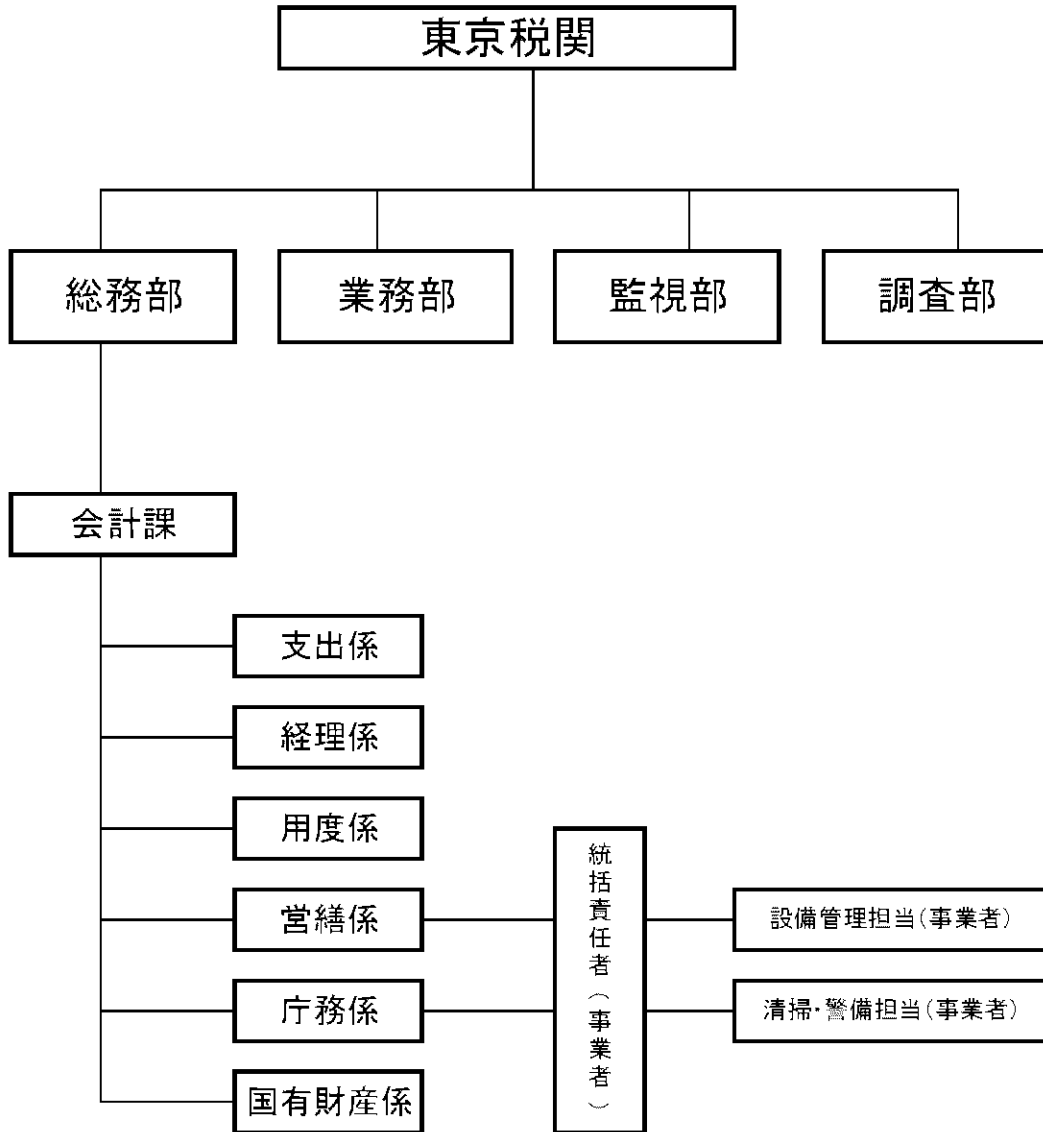 東京税関
総務部
業務部
監視部
調査部
会計課
支出係
経理係
用度係
営繕係
庁務係
国有財産係
統括責任者(事業者)
設備管理担当(事業者)
清掃・警備担当(事業者)